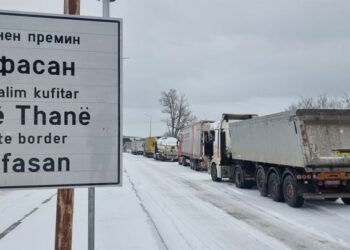 нен премин
фасан
alim kufitar
ë Thanë
te border
fasan